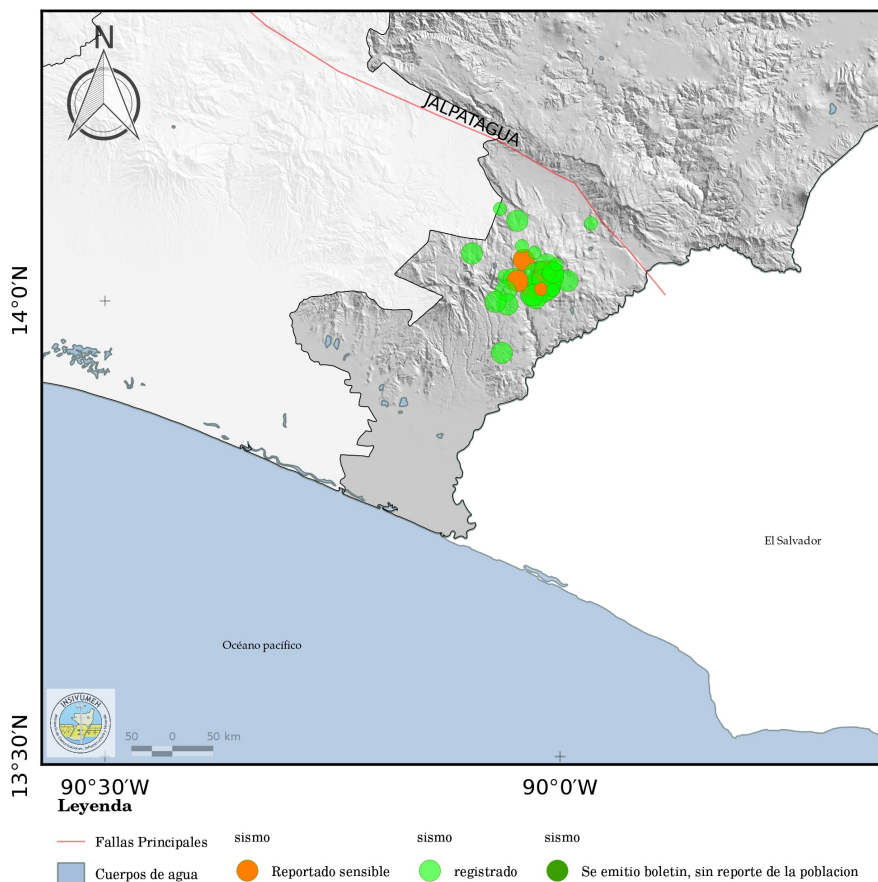 N
JALPATAGUA
14°0′N
El Salvador
Océano pacífico
INSIVUMEH
50 0 50 km
13°30′N
90°30′W 90°0′W
Leyenda
Fallas Principales
Cuerpos de agua
sismo
Reportado sensible
sismo
registrado
sismo
Se emitio boletin, sin reporte de la poblacion